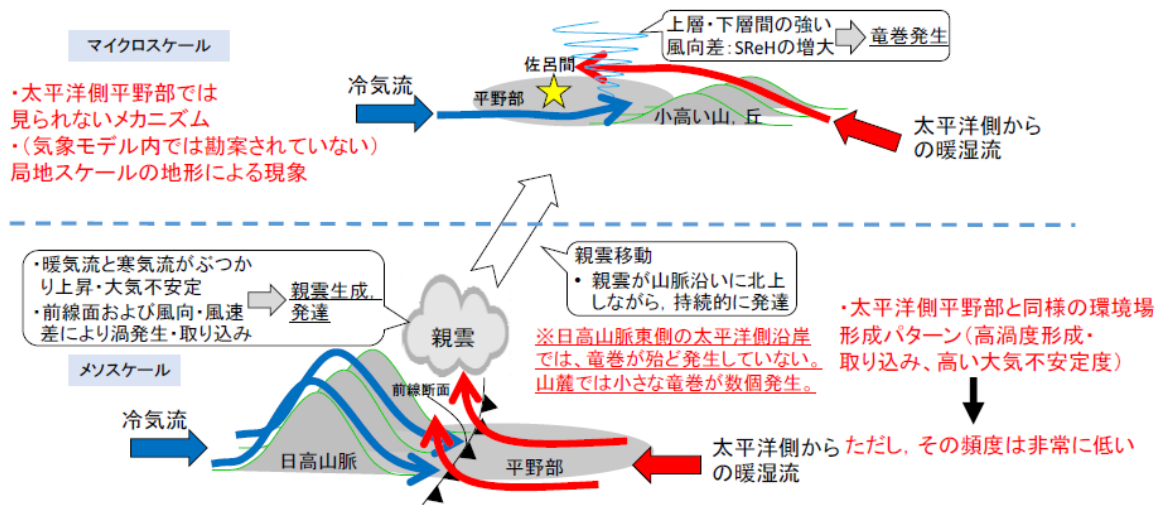 マイクロスケール
・太平洋側平野部では
見られないメカニズム
・（気象モデル内では勘案されていない）
局地スケールの地形による現象
冷気流
平野部
佐呂間
上層・下層間の強い
風向差：SReHの増大
竜巻発生
小高い山，丘
太平洋側から
の暖湿流
・暖気流と寒気流がぶつか
り上昇・大気不安定
・前線面および風向・風速
差により渦発生・取り込み
親雲生成，
発達
親雲
親雲移動
• 親雲が山脈沿いに北上
しながら，持続的に発達
※日高山脈東側の太平洋側沿岸
では、竜巻が殆ど発生していない。
山麓では小さな竜巻が数個発生。
・太平洋側平野部と同様の環境場
形成パターン（高渦度形成・
取り込み、高い大気不安定度）
ただし，その頻度は非常に低い
メソスケール
冷気流
日高山脈
前線断面
平野部
太平洋側から
の暖湿流